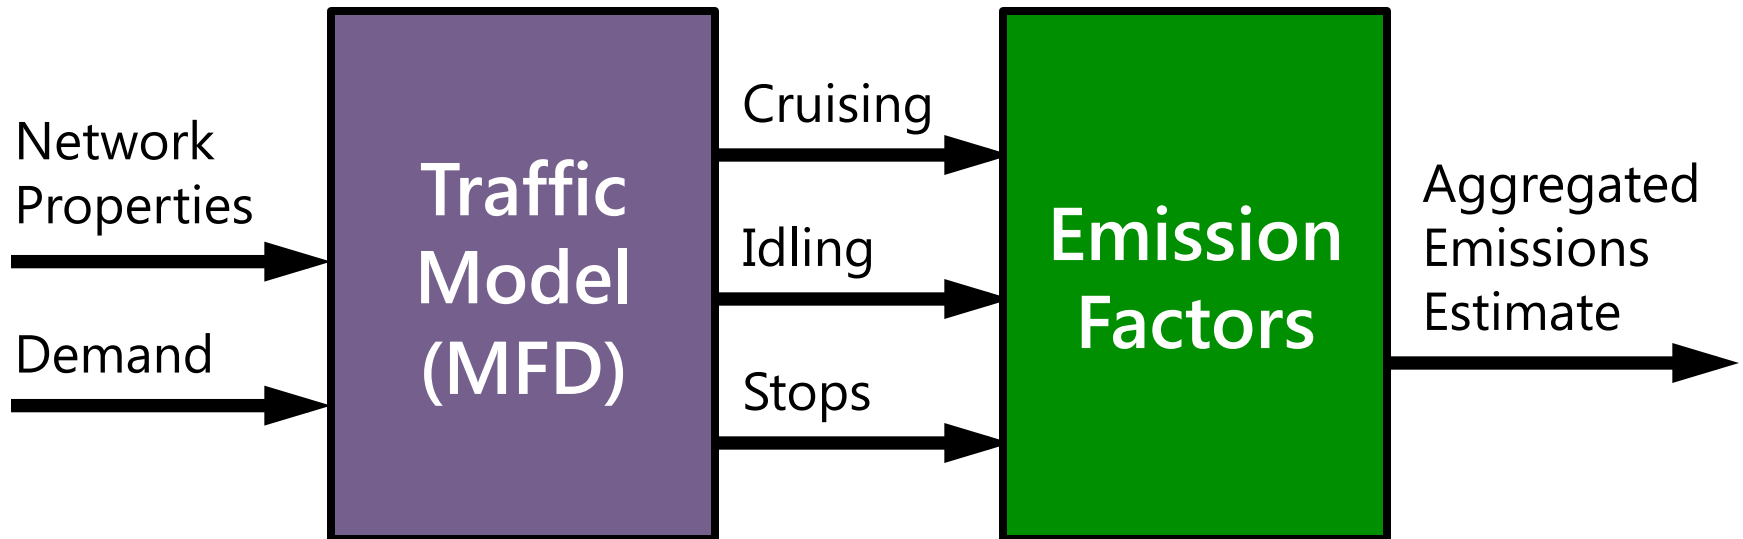 Network
Properties
Demand
Traffic
Model
(MFD)
Cruising
Idling
Stops
Emission
Factors
Aggregated
Emissions
Estimate